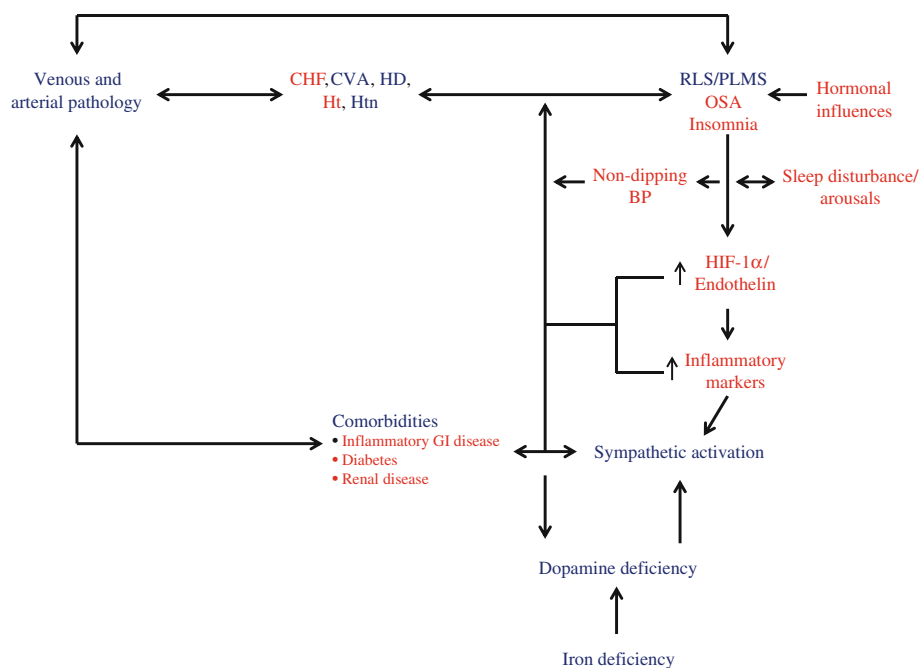 Venous and
arterial pathology
CHF, CVA, HD,
Ht, Htn
RLS/PLMS
OSA
Insomnia
Hormonal
influences
Non-dipping
BP
Sleep disturbance/
arousals
HIF-1α/
Endothelin
Inflammatory
markers
Comorbidities
• Inflammatory GI disease
• Diabetes
• Renal disease
Sympathetic activation
Dopamine deficiency
Iron deficiency